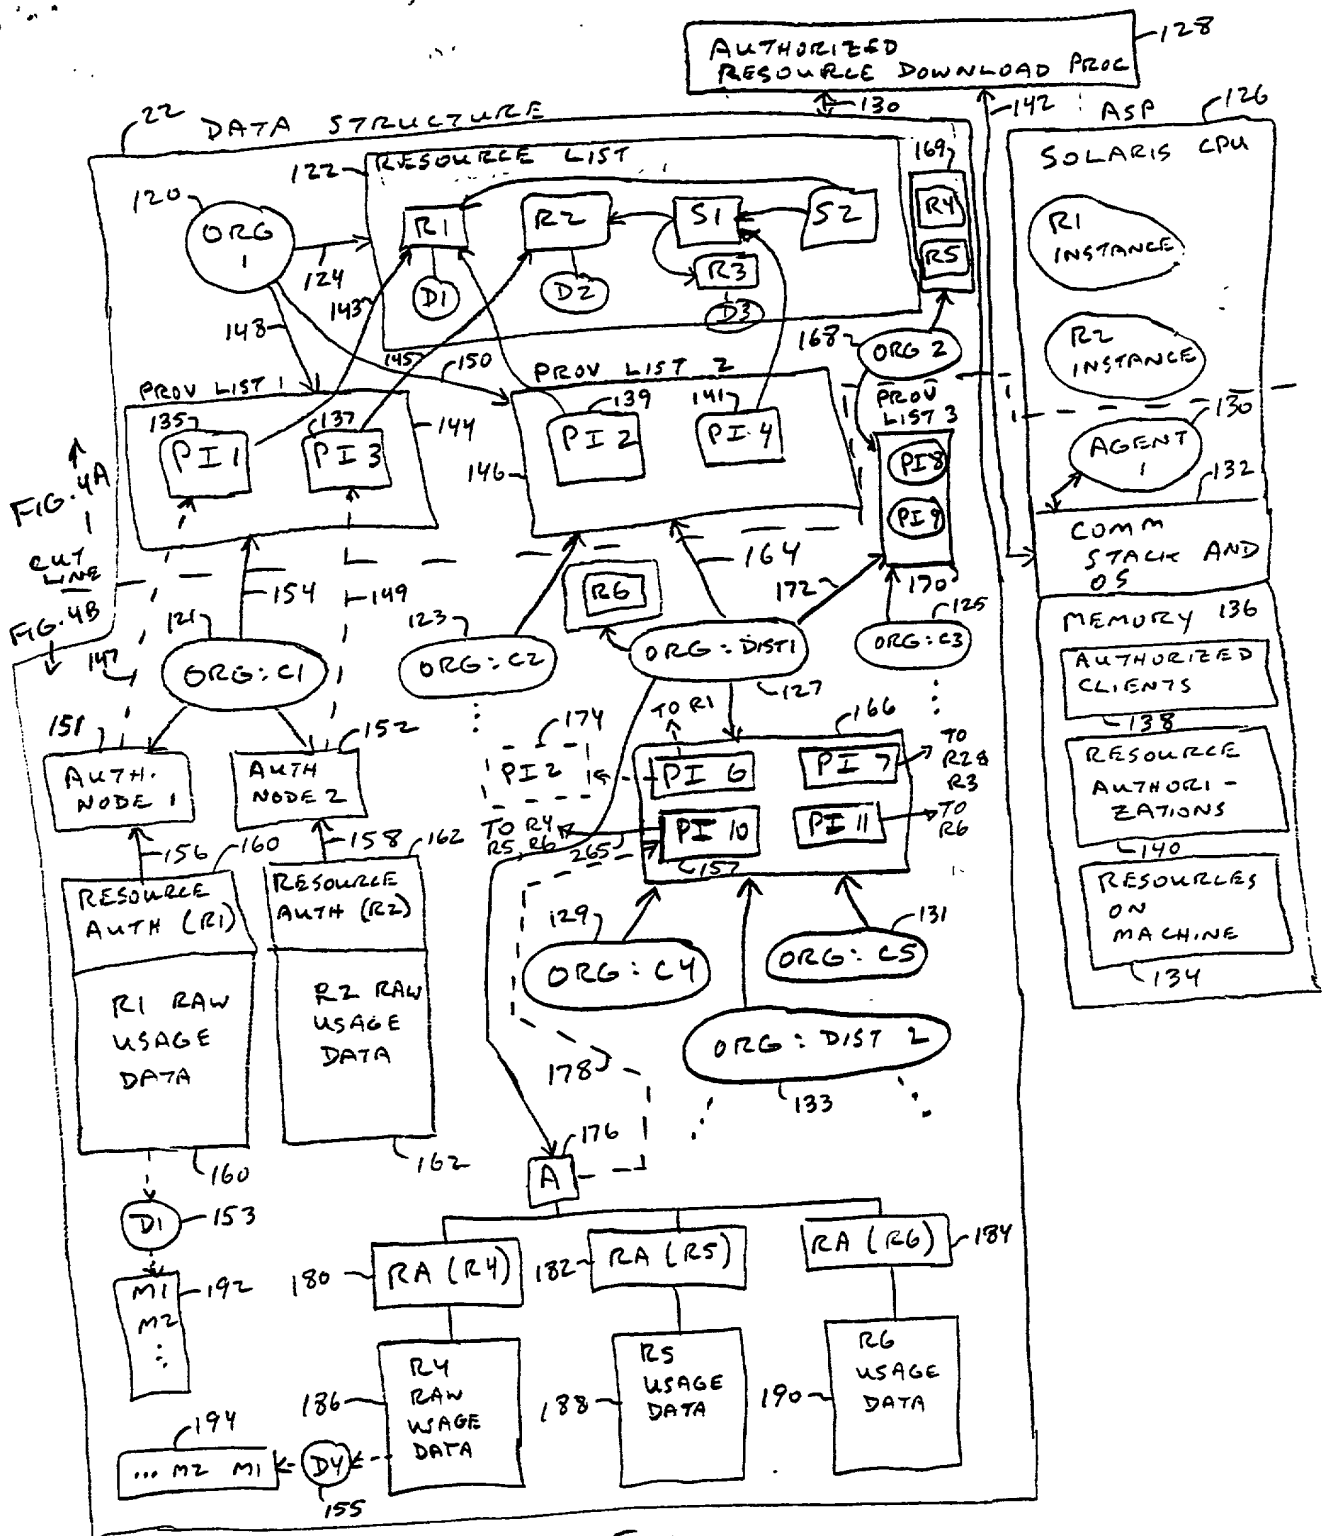 AUTHORIZED
RESOURCE DOWNLOAD PROC
128
130
142
22
DATA STRUCTURE
ASP
126
SOLARIS CPU
R1
INSTANCE
R2
INSTANCE
130
AGENT
1
132
COMM
STACK AND
OS
MEMORY 136
AUTHORIZED
CLIENTS
138
RESOURCE
AUTHORI-
ZATIONS
140
RESOURCES
ON
MACHINE
134
122
RESOURCE LIST
120
ORG
1
124
R1
R2
S1
S2
R3
D1
D2
D3
169
R4
R5
168
ORG 2
148
143
145
150
PROV LIST 1
135
PI 1
137
PI 3
144
PROV LIST 2
139
PI 2
141
PI 4
146
PROV
LIST 3
PI 8
PI 9
170
FIG. 4A
CUT
LINE
FIG. 4B
154
149
147
164
172
R6
121
ORG: C1
123
ORG: C2
ORG: DIST1
127
125
ORG: C3
151
AUTH.
NODE 1
152
AUTH
NODE 2
174
PI 2
TO R1
166
PI 6
PI 7
TO
R2 &
R3
PI 10
PI 11
TO
R6
TO R4
R5, R6
265
157
156
160
158
162
RESOURCE
AUTH (R1)
RESOURCE
AUTH (R2)
R1 RAW
USAGE
DATA
R2 RAW
USAGE
DATA
160
162
129
ORG: C4
131
ORG: C5
ORG: DIST 2
133
178
176
A
D1
153
M1
M2
192
180
RA (R4)
182
RA (R5)
RA (R6)
184
186
R4
RAW
USAGE
DATA
188
R5
USAGE
DATA
190
R6
USAGE
DATA
194
... M2 M1
D4
155